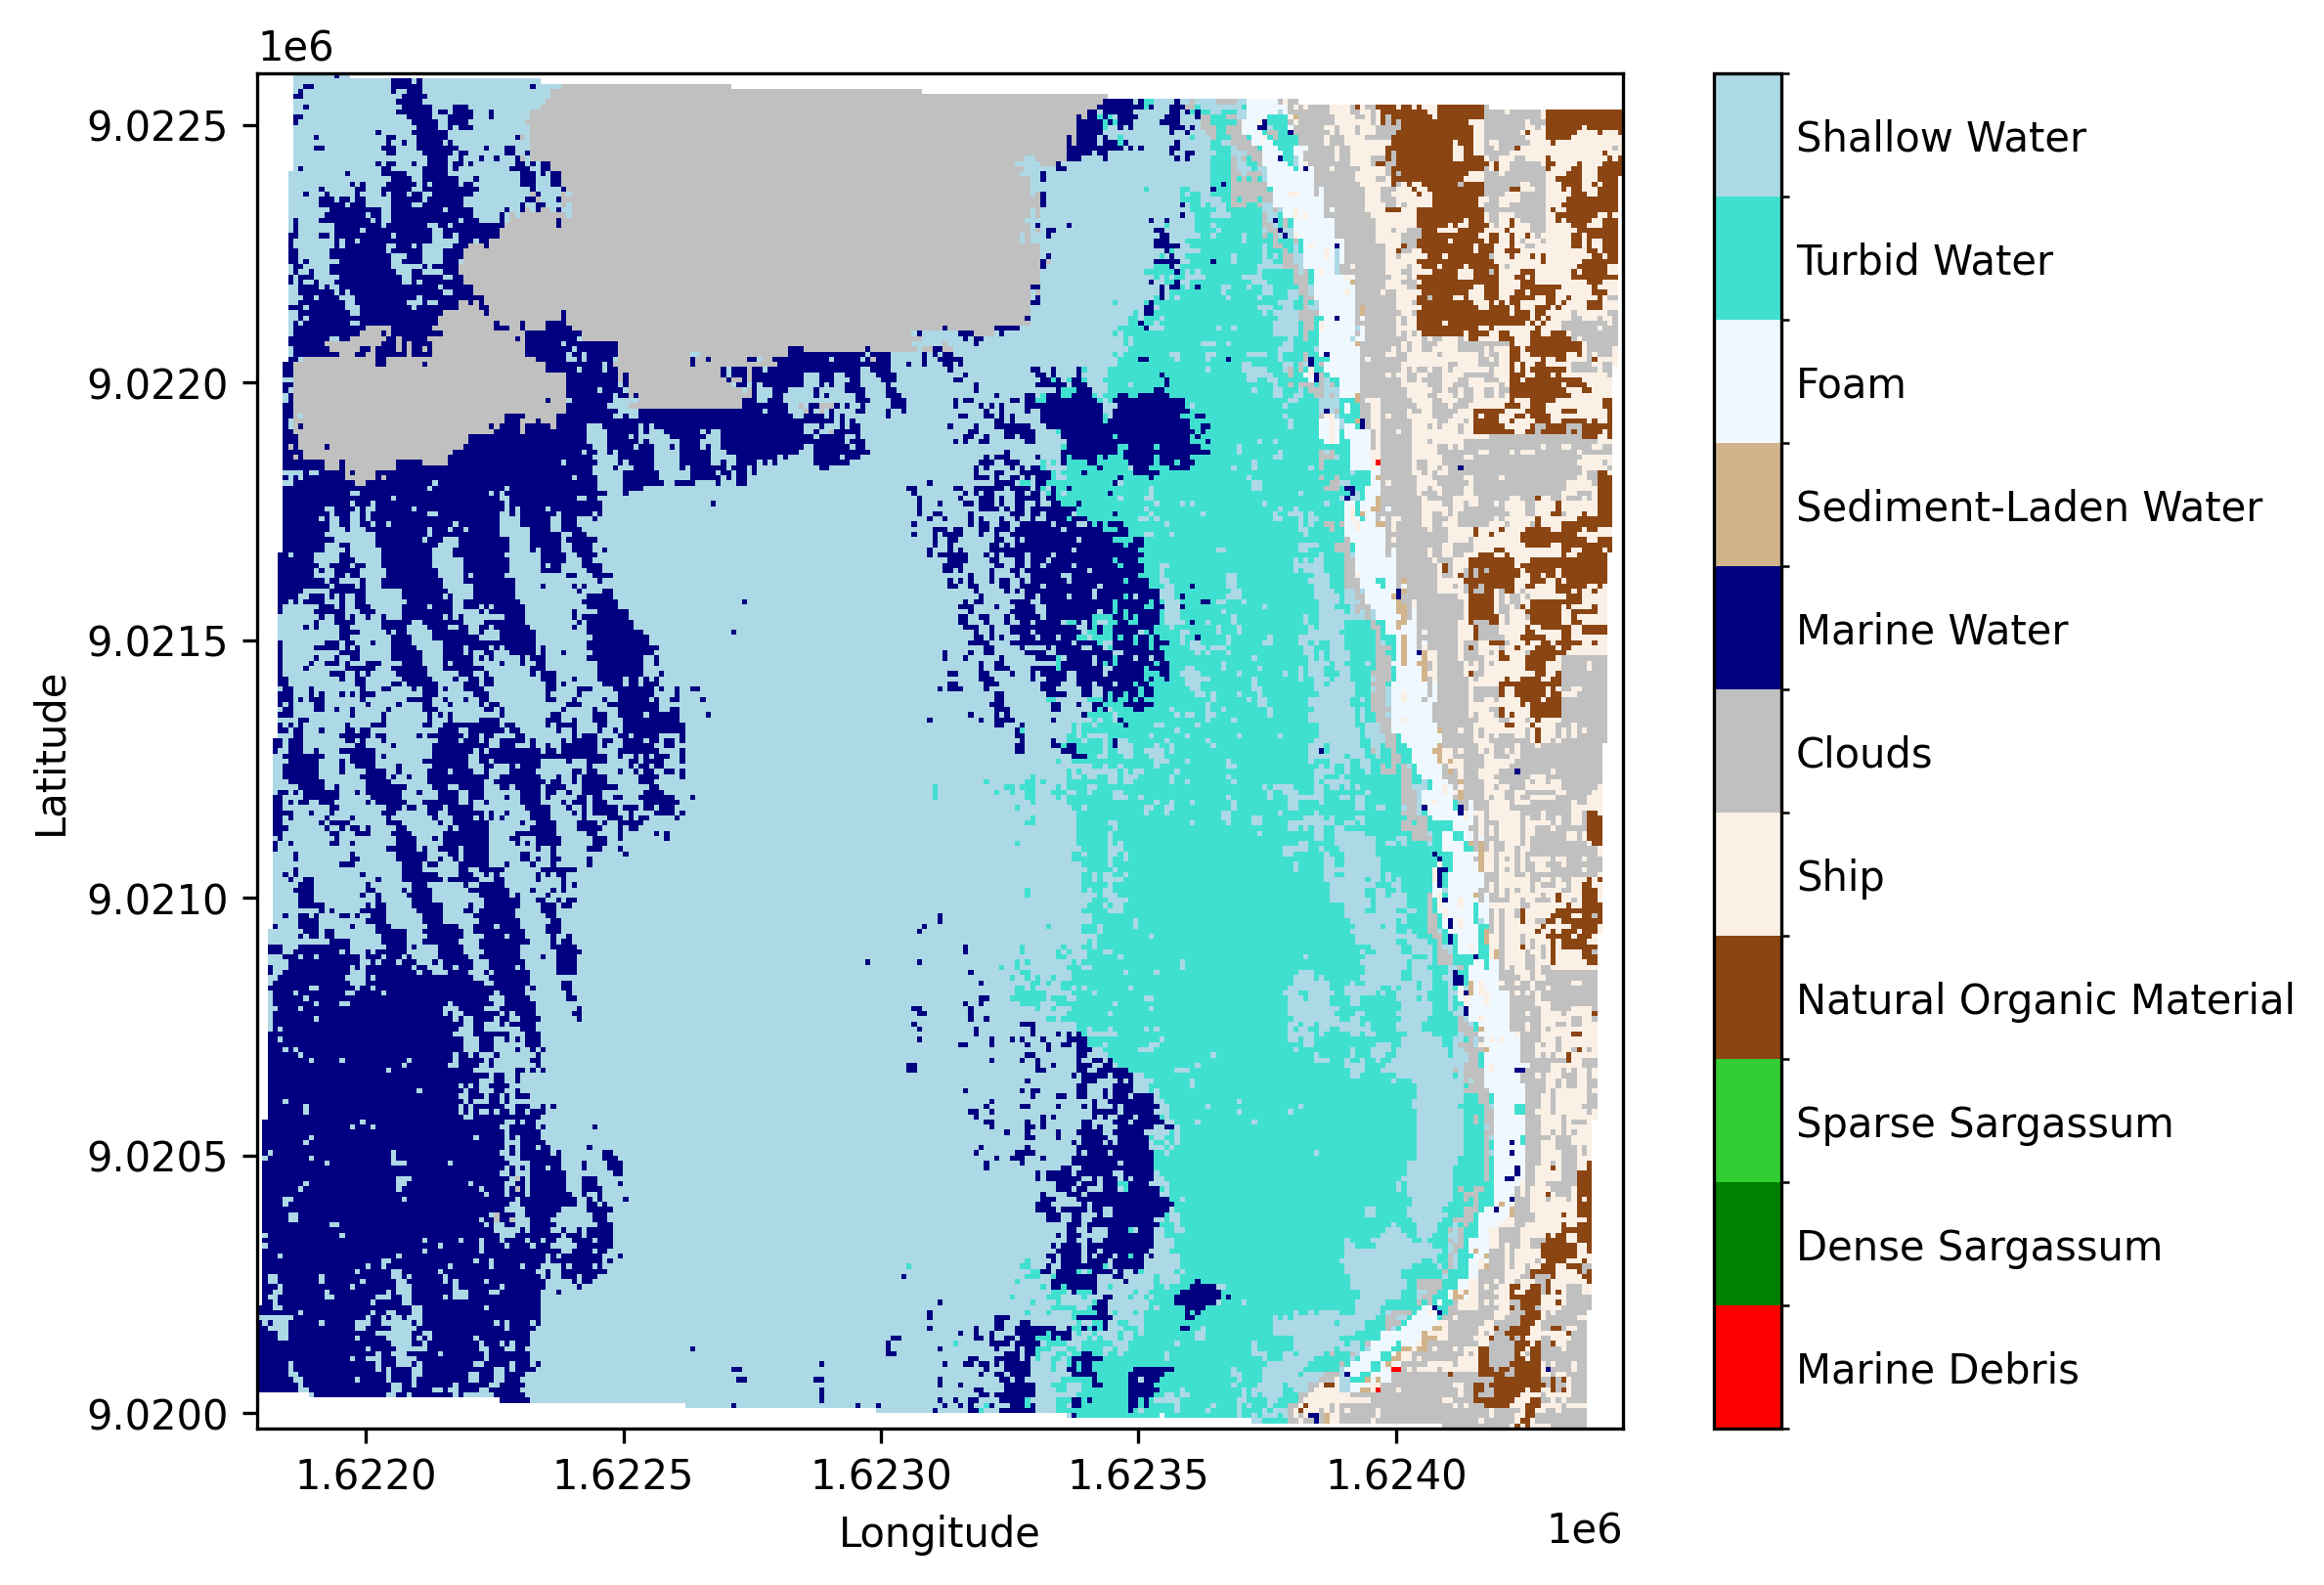 1e6
9.0225
9.0220
9.0215
9.0210
9.0205
9.0200
Latitude
1.6220
1.6225
1.6230
1.6235
1.6240
Longitude
1e6
Shallow Water
Turbid Water
Foam
Sediment-Laden Water
Marine Water
Clouds
Ship
Natural Organic Material
Sparse Sargassum
Dense Sargassum
Marine Debris